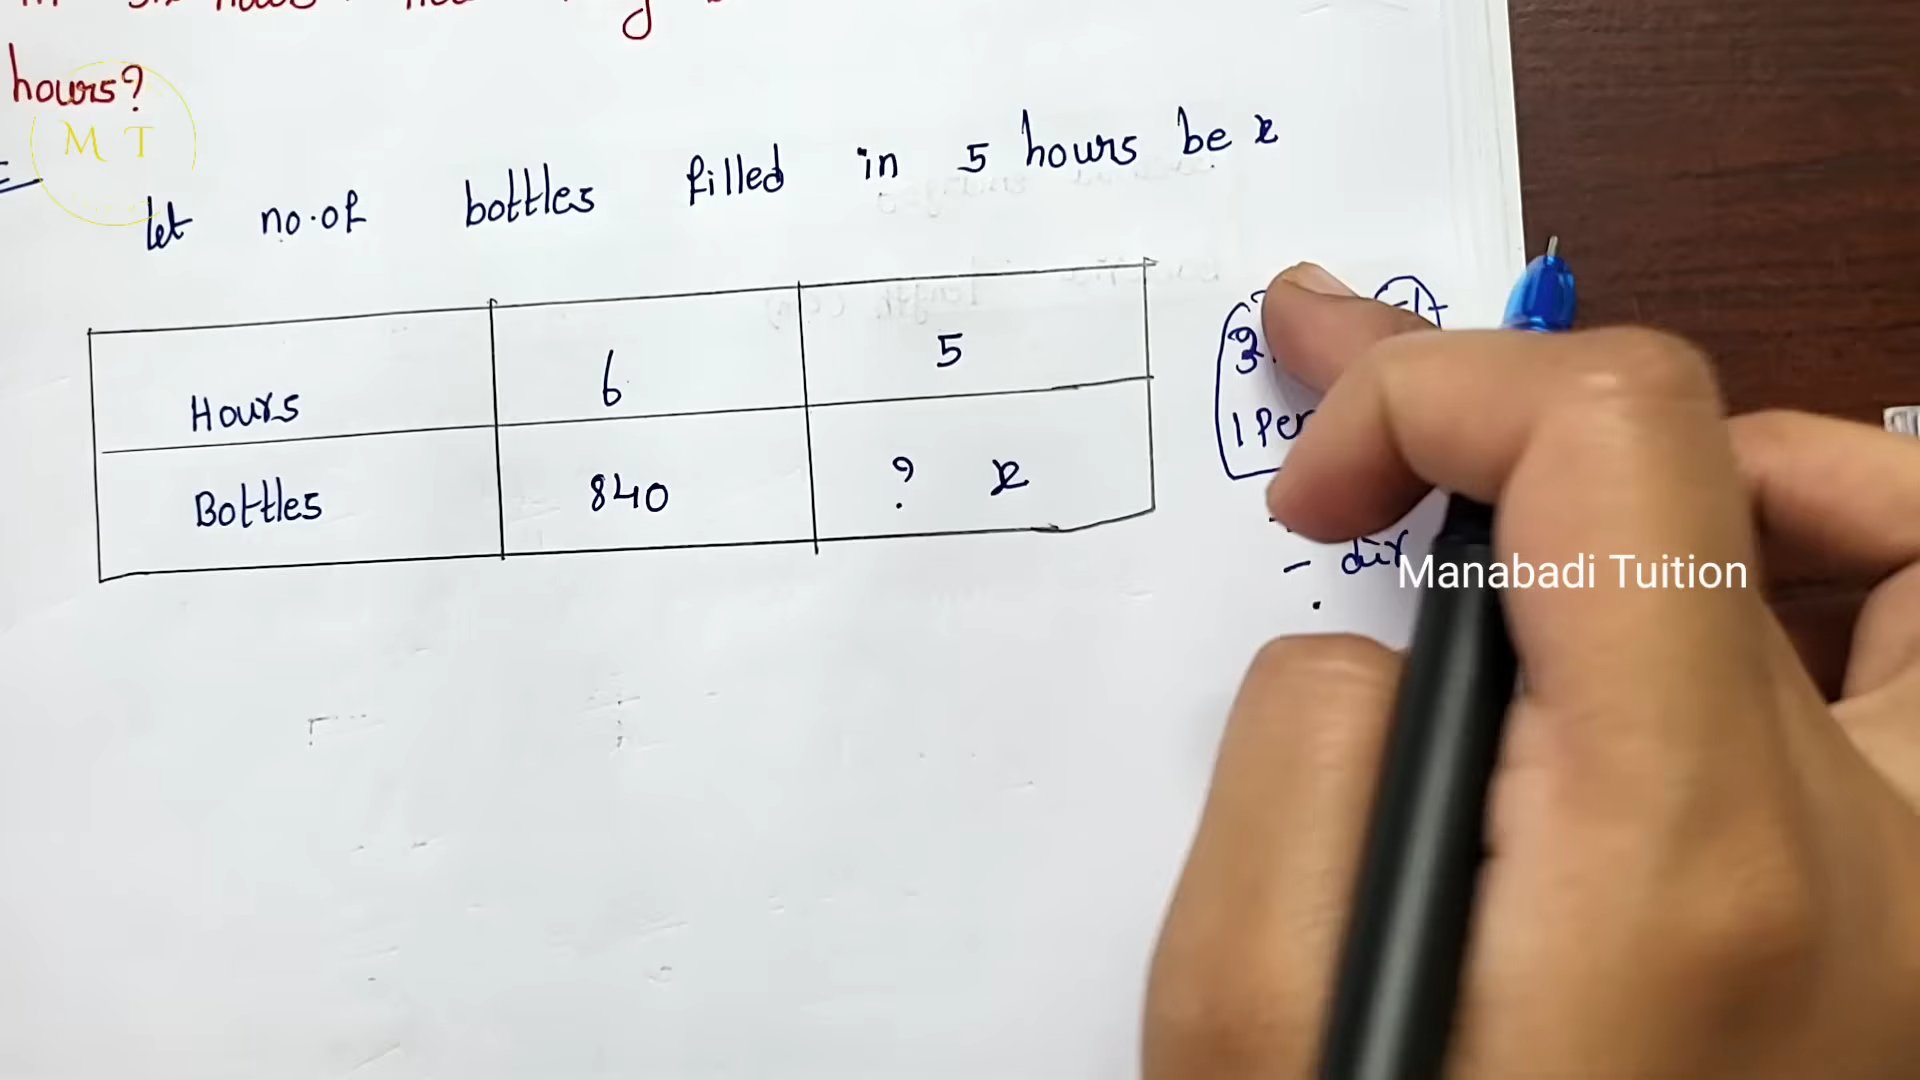 hours?
M T
let no.of bottles filled in 5 hours be x
Hours 6 5
Bottles 840 ? x
1 Per
- dir
Manabadi Tuition